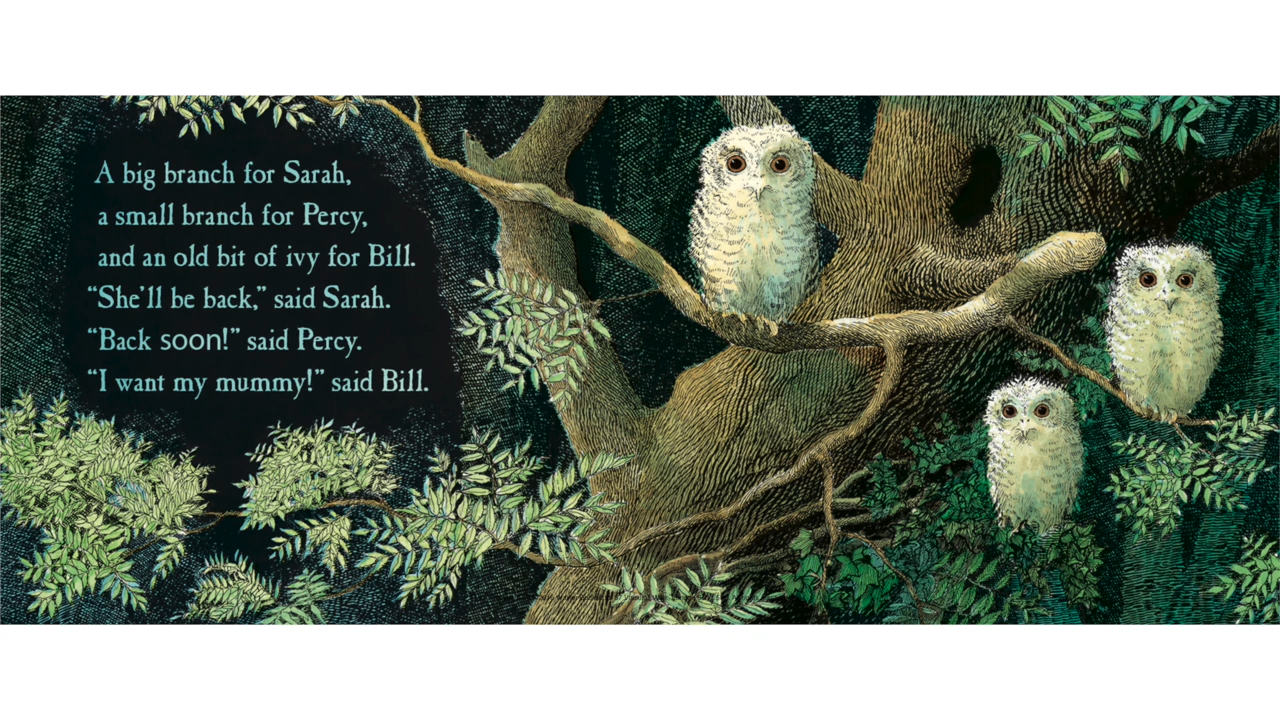 A big branch for Sarah,
a small branch for Percy,
and an old bit of ivy for Bill.
“She’ll be back,” said Sarah.
“Back soon!” said Percy.
“I want my mummy!” said Bill.